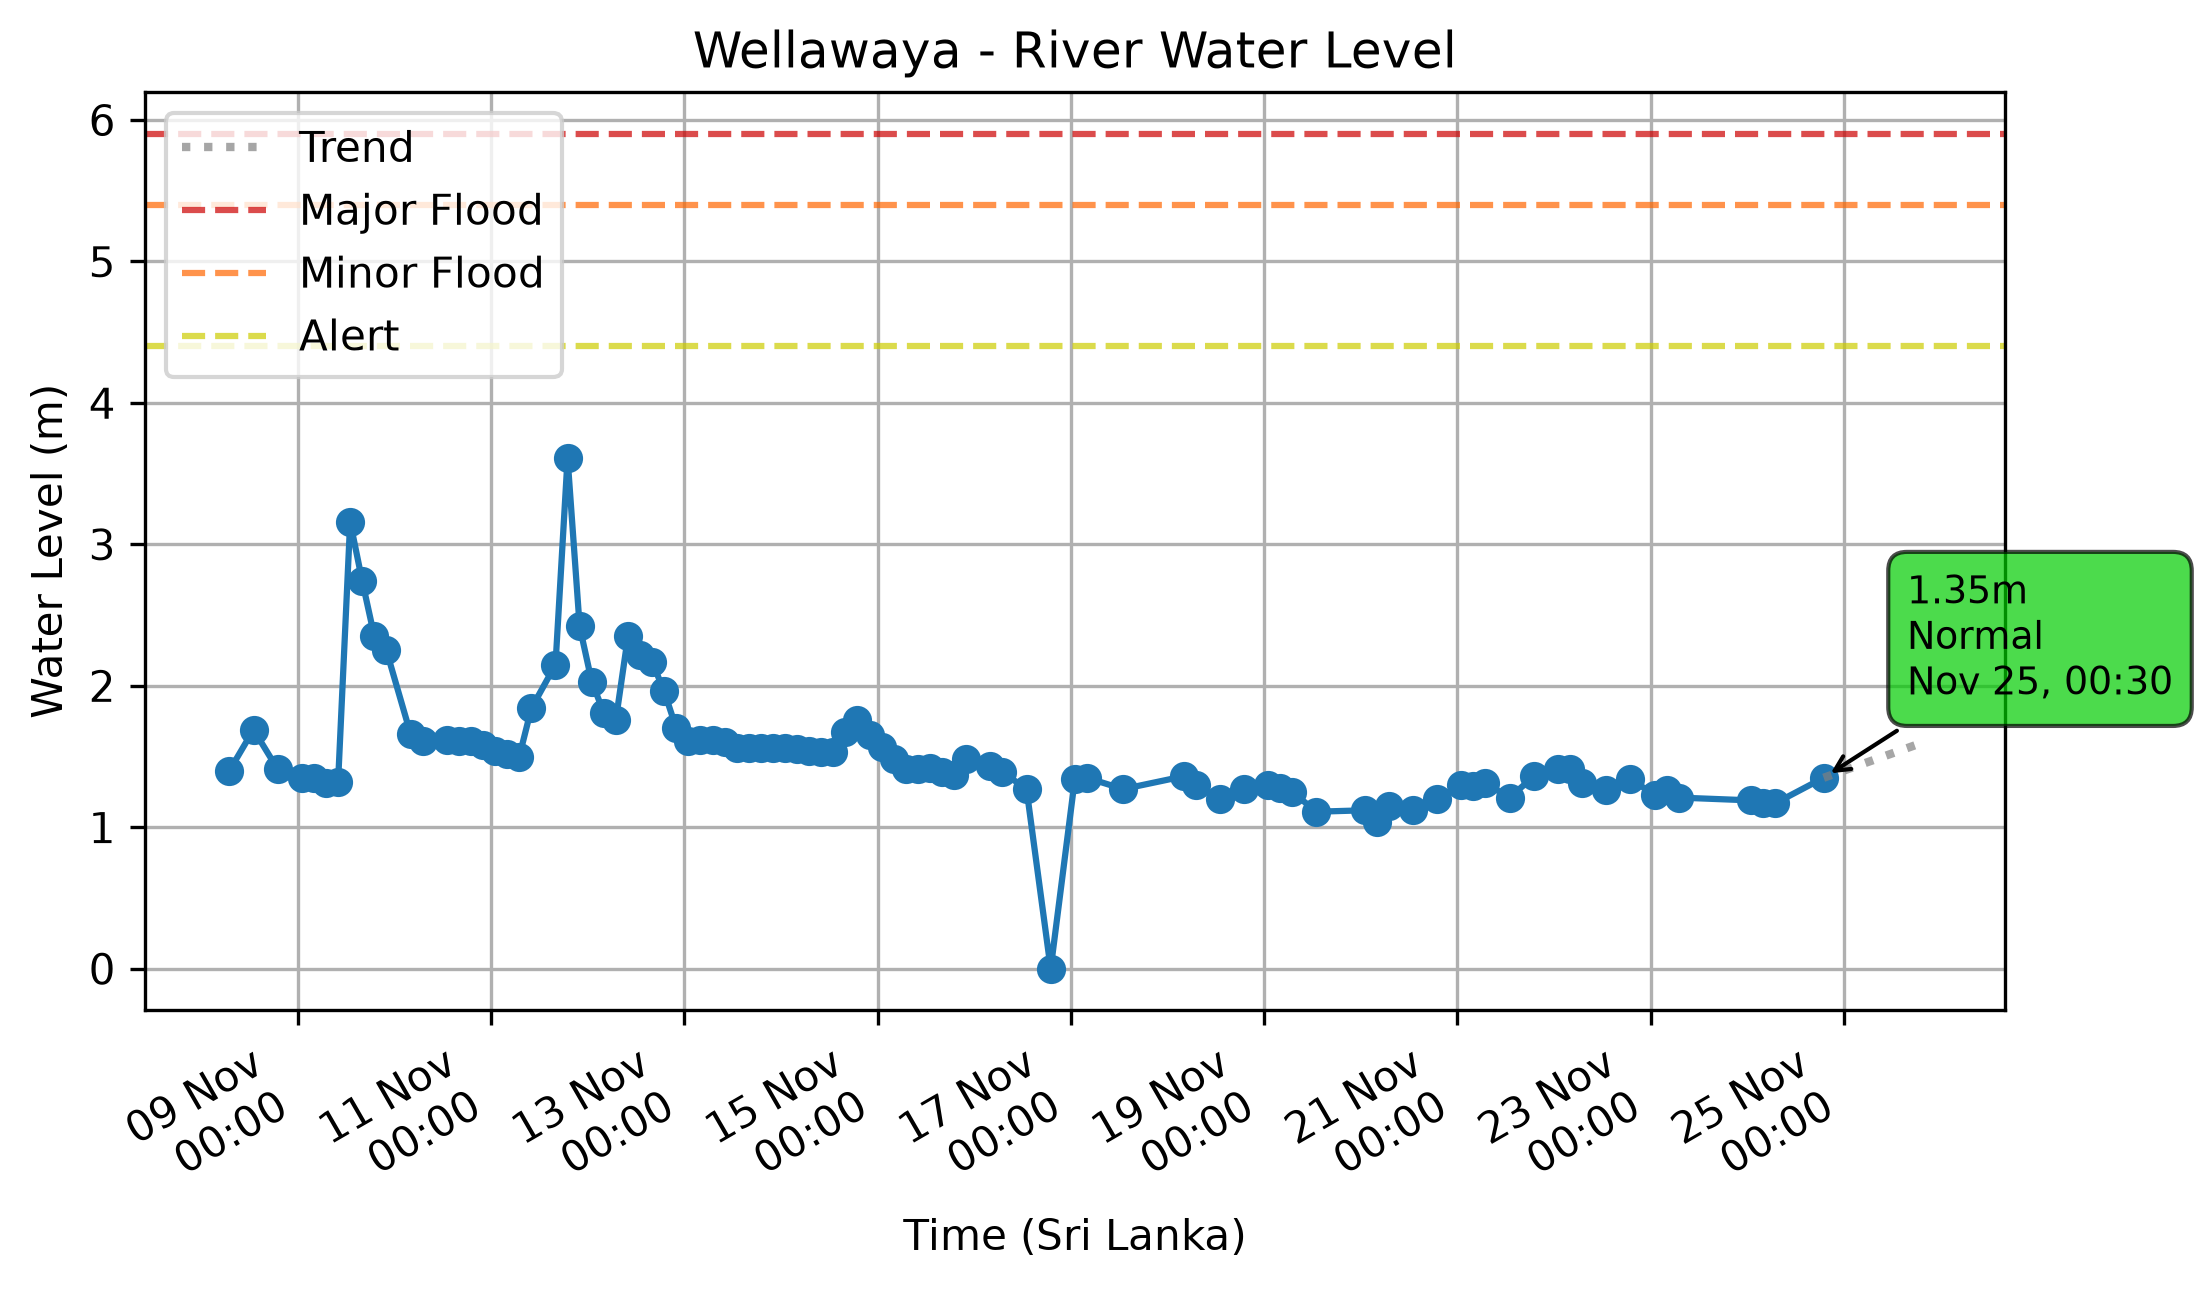 Wellawaya - River Water Level
Trend
Major Flood
Minor Flood
Alert
6
5
4
3
2
1
0
Water Level (m)
1.35m
Normal
Nov 25, 00:30
09 Nov
00:00
11 Nov
00:00
13 Nov
00:00
15 Nov
00:00
17 Nov
00:00
19 Nov
00:00
21 Nov
00:00
23 Nov
00:00
25 Nov
00:00
Time (Sri Lanka)